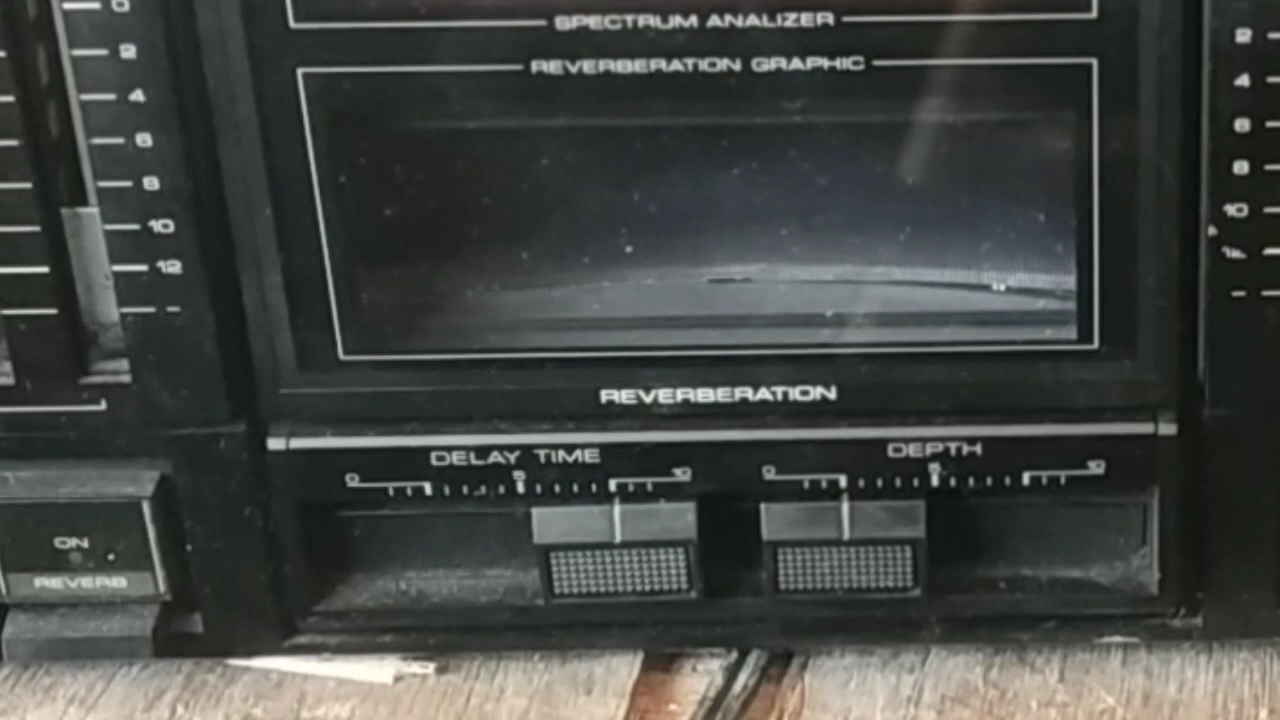 SPECTRUM ANALIZER
REVERBERATION GRAPHIC
0
2
4
6
8
10
12
-
2
4
6
8
10
12
-
REVERBERATION
DELAY TIME
0 5 10
DEPTH
0 5 10
ON
REVERB